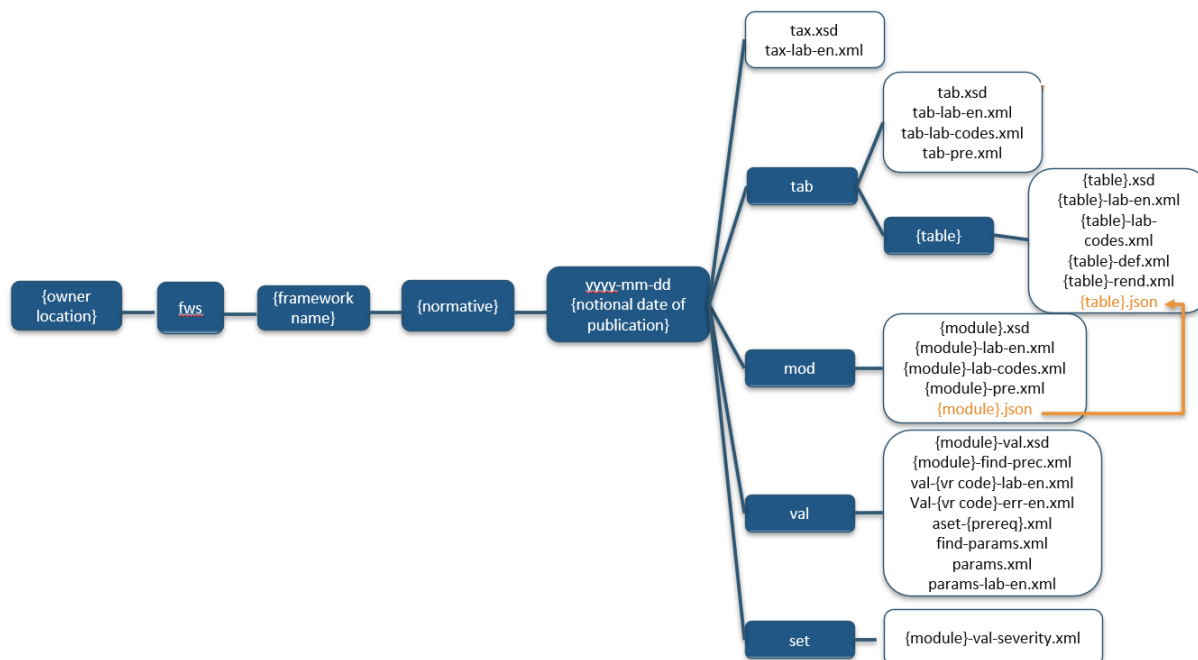 tax.xsd
tax-lab-en.xml
tab.xsd
tab-lab-en.xml
tab-lab-codes.xml
tab-pre.xml
tab
{table}.xsd
{table}-lab-en.xml
{table}-lab-
codes.xml
{table}-def.xml
{table}-rend.xml
{table}.json
{table}
{owner
location}
fws
{framework
name}
{normative}
yyyy-mm-dd
{notional date of
publication}
{module}.xsd
{module}-lab-en.xml
{module}-lab-codes.xml
{module}-pre.xml
{module}.json
mod
{module}-val.xsd
{module}-find-prec.xml
val-{vr code}-lab-en.xml
Val-{vr code}-err-en.xml
aset-{prereq}.xml
find-params.xml
params.xml
params-lab-en.xml
val
set
{module}-val-severity.xml